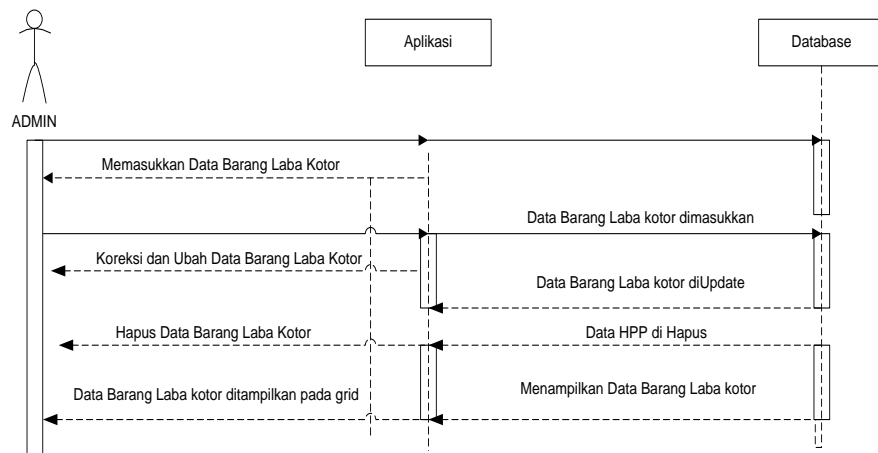 Aplikasi
Database
ADMIN
Memasukkan Data Barang Laba Kotor
Data Barang Laba kotor dimasukkan
Koreksi dan Ubah Data Barang Laba Kotor
Data Barang Laba kotor diUpdate
Hapus Data Barang Laba Kotor
Data HPP di Hapus
Data Barang Laba kotor ditampilkan pada grid
Menampilkan Data Barang Laba kotor